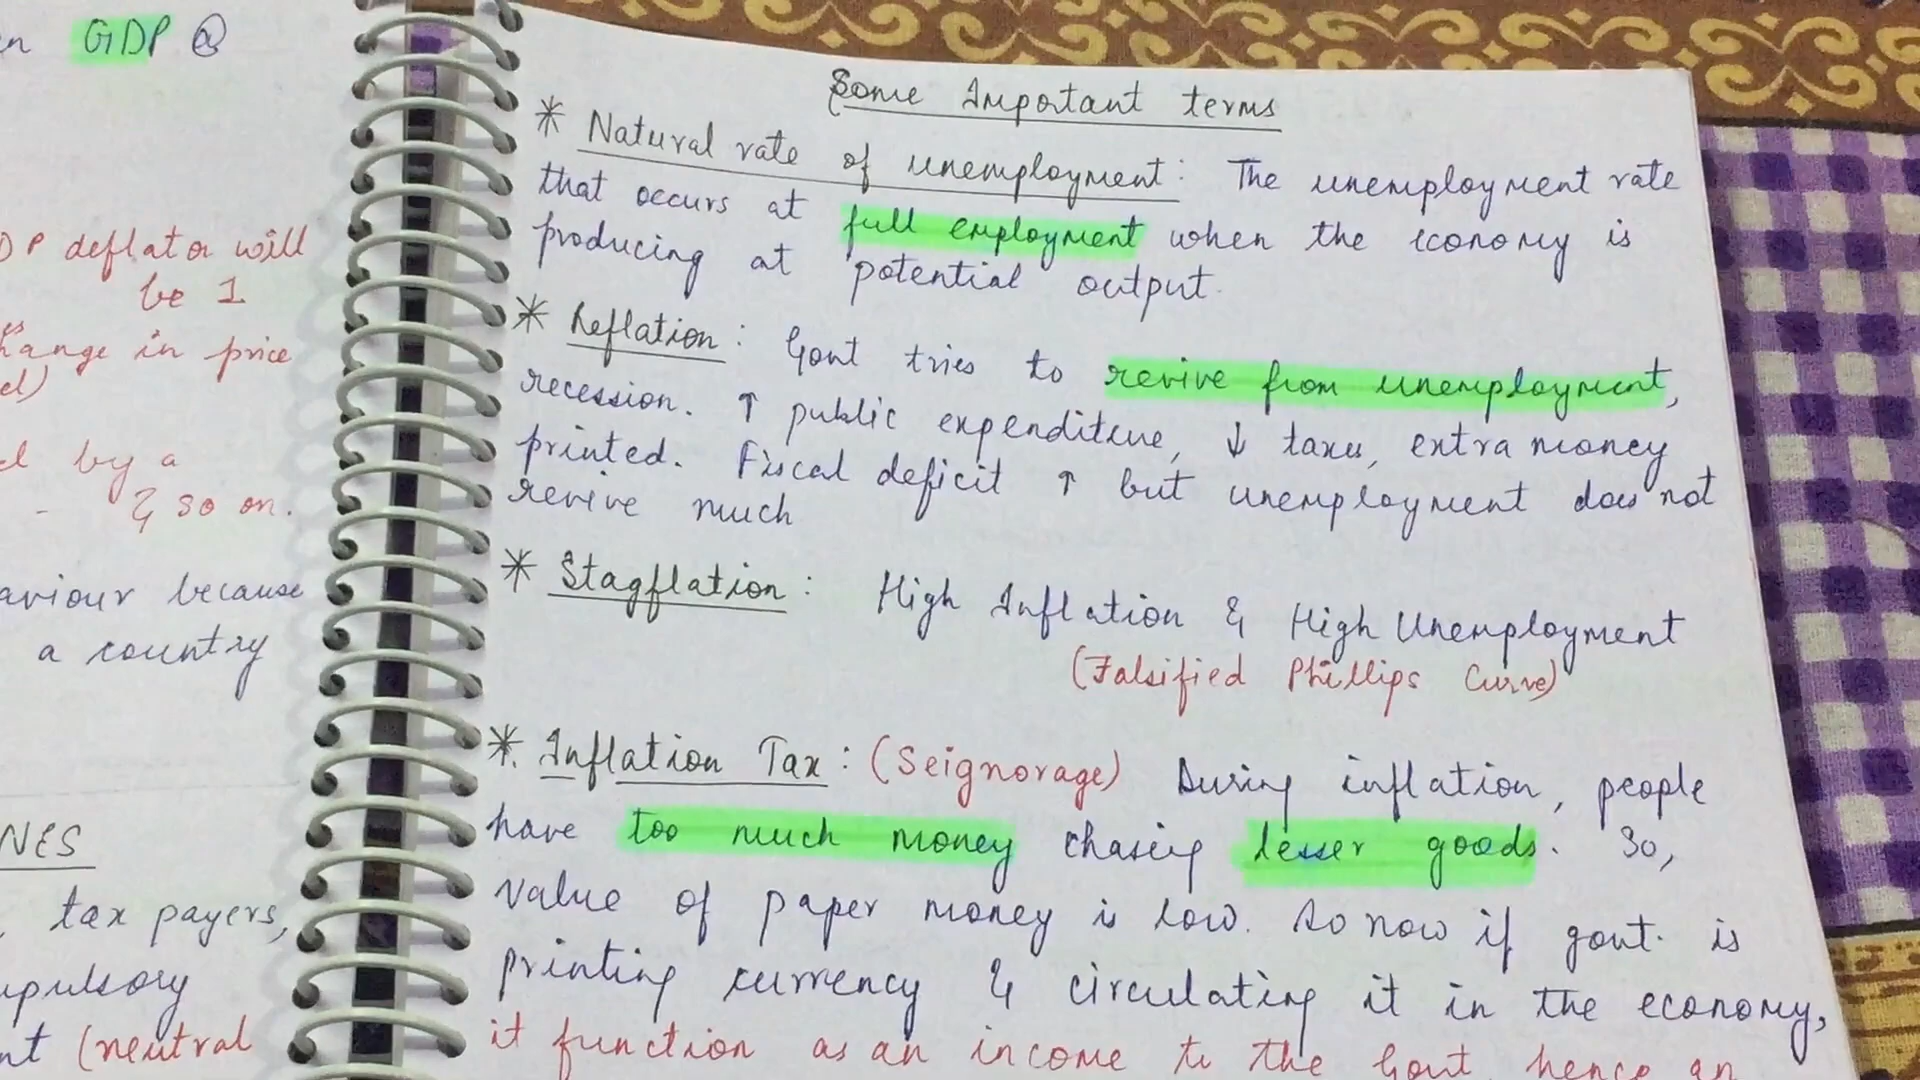 n GDP @
DP deflator will
be 1
es
hange in price
el)
d by a
& so on.
aviour because
a country
NES
tax payers,
mpulsory
nt (neutral
Some Important terms
* Natural rate of unemployment : The unemployment rate
that occurs at full employment when the economy is
producing at potential output.
* Reflation : Govt tries to revive from unemployment,
recession. ↑ public expenditure, ↓ taxes, extra money
printed. Fiscal deficit ↑ but unemployment does not
revive much
* Stagflation : High Inflation & High Unemployment
(Falsified Phillips Curve)
*. Inflation Tax : (Seignorage) During inflation, people
have too much money chasing lesser goods. So,
value of paper money is low. So now if govt. is
printing currency & circulating it in the economy,
it function as an income to the Govt, hence an